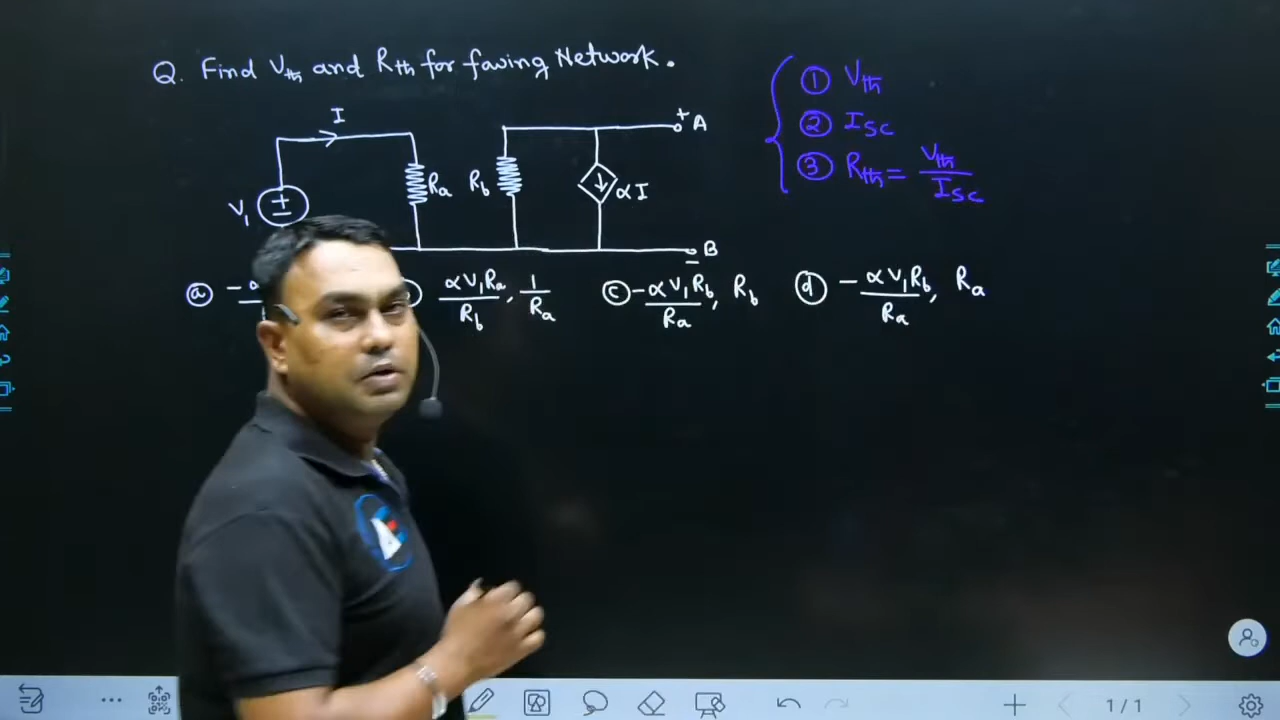 Q. Find Vth and Rth for faving Network.
① Vth
② Isc
③ Rth = Vth / Isc
I
+ A
V1 + −
Ra
Rb
αI
− B
ⓐ −α
αV1Ra / Rb, 1 / Ra
ⓒ −αV1Rb / Ra, Rb
ⓓ −αV1Rb / Ra, Ra
1 / 1